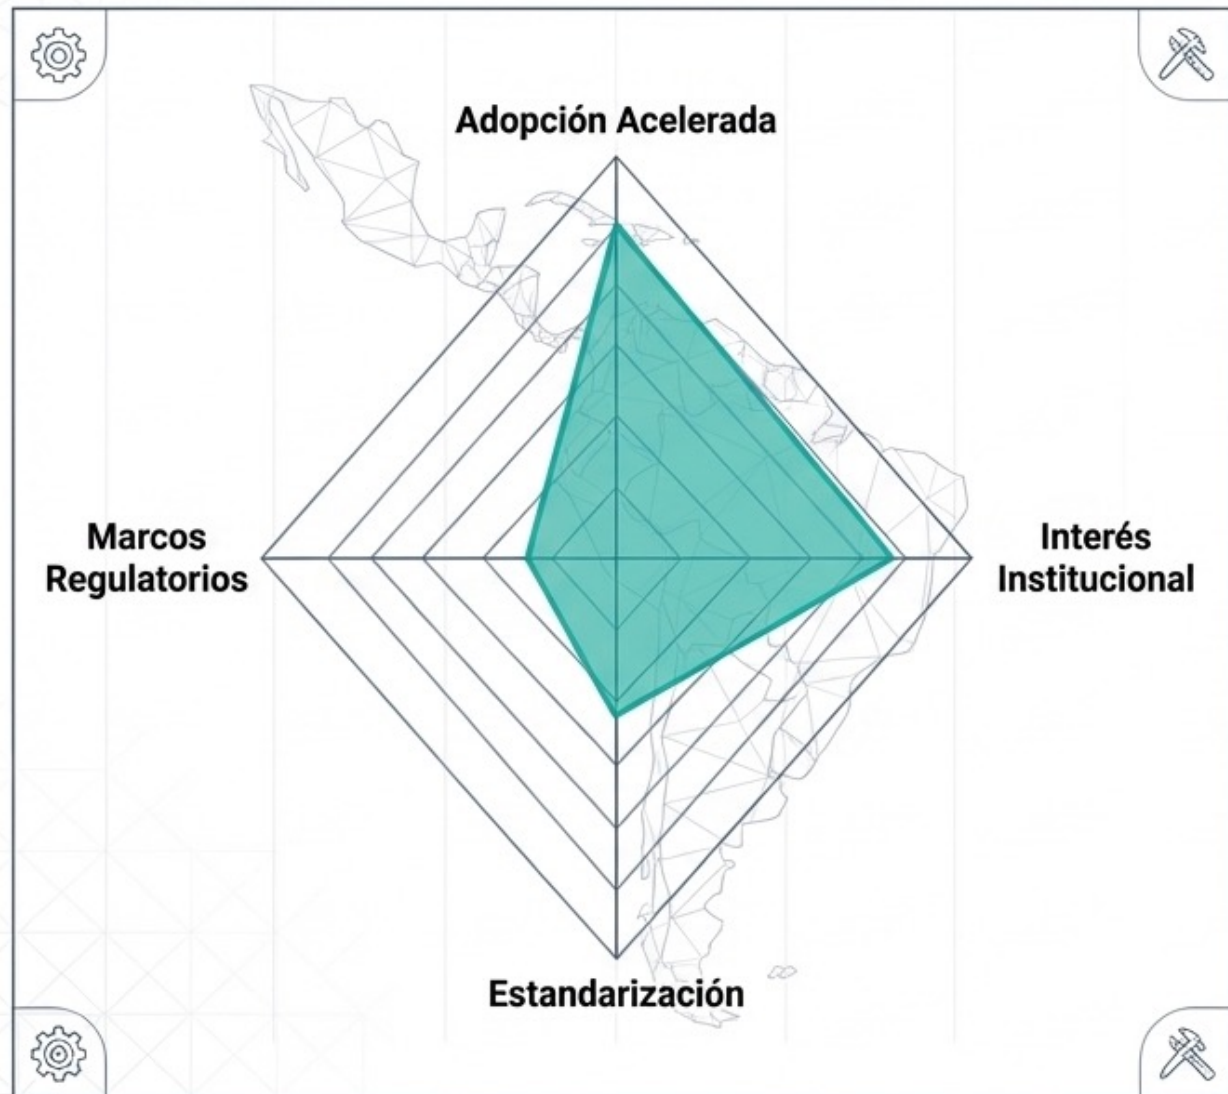 Adopción Acelerada
Marcos
Regulatorios
Interés
Institucional
Estandarización